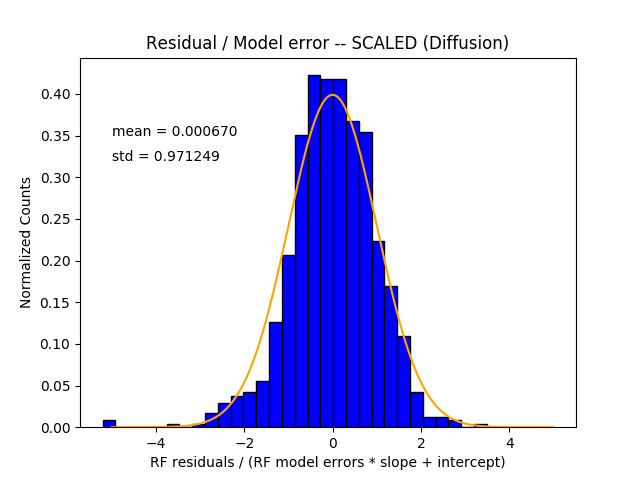 Residual / Model error -- SCALED (Diffusion)
mean = 0.000670
std = 0.971249
Normalized Counts
0.40
0.35
0.30
0.25
0.20
0.15
0.10
0.05
0.00
−4 −2 0 2 4
RF residuals / (RF model errors * slope + intercept)